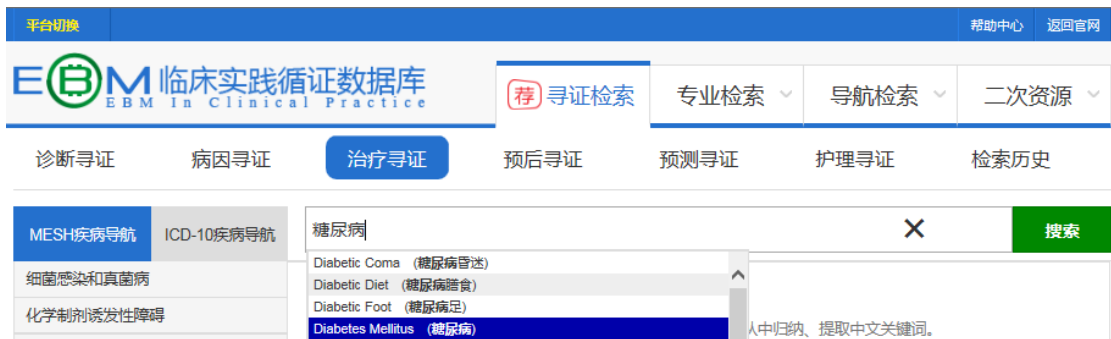 平台切换 帮助中心 返回官网
EBM 临床实践循证数据库
EBM In Clinical Practice
荐 寻证检索 专业检索 导航检索 二次资源
诊断寻证 病因寻证 治疗寻证 预后寻证 预测寻证 护理寻证 检索历史
MESH疾病导航 ICD-10疾病导航 糖尿病 搜索
Diabetic Coma (糖尿病昏迷)
细菌感染和真菌病
Diabetic Diet (糖尿病膳食)
Diabetic Foot (糖尿病足)
化学制剂诱发性障碍
Diabetes Mellitus (糖尿病)
从中归纳、提取中文关键词。